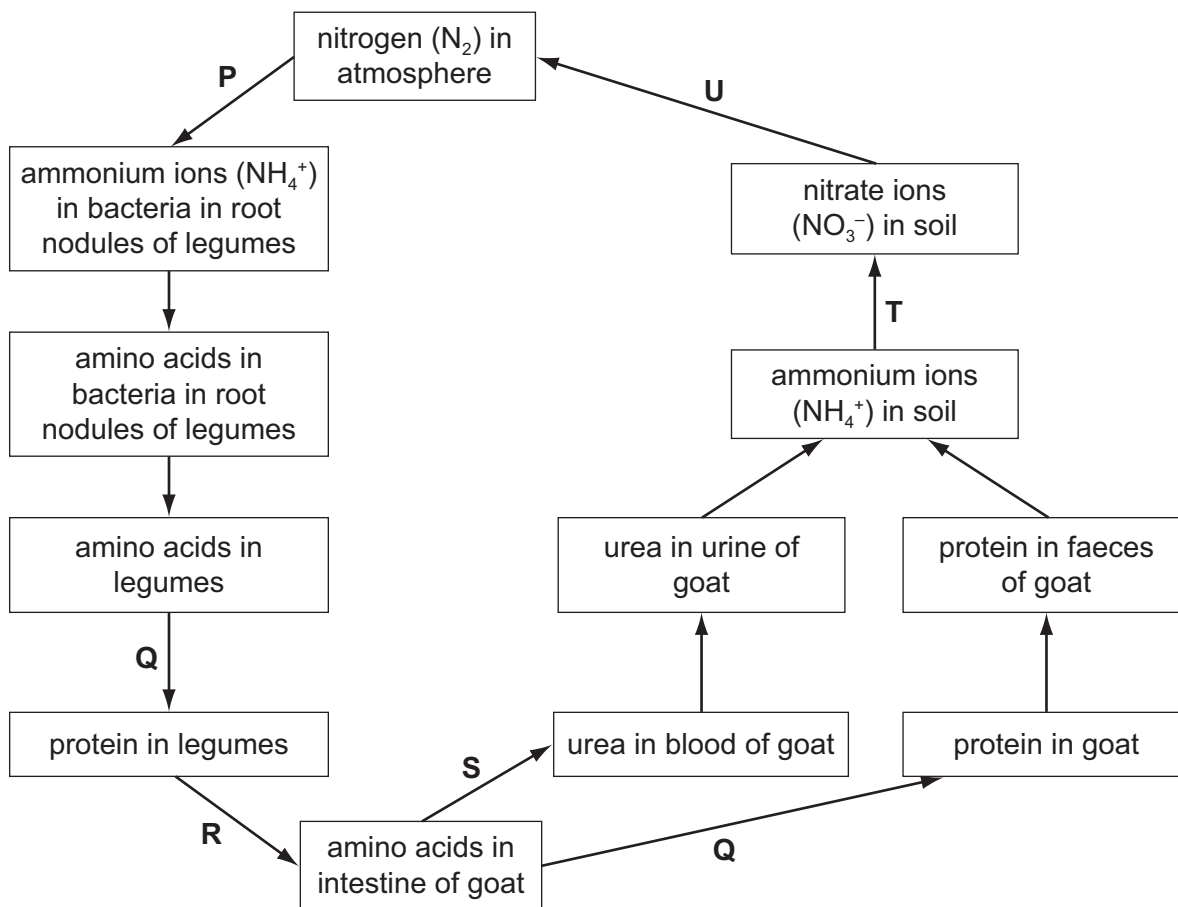 nitrogen (N₂) in
atmosphere
P
U
ammonium ions (NH₄⁺)
in bacteria in root
nodules of legumes
nitrate ions
(NO₃⁻) in soil
T
amino acids in
bacteria in root
nodules of legumes
ammonium ions
(NH₄⁺) in soil
amino acids in
legumes
urea in urine of
goat
protein in faeces
of goat
Q
protein in legumes
urea in blood of goat
protein in goat
S
R
Q
amino acids in
intestine of goat